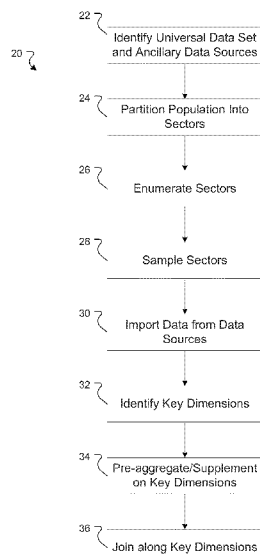 22
Identify Universal Data Set
and Ancillary Data Sources
20
24
Partition Population Into
Sectors
26
Enumerate Sectors
28
Sample Sectors
30
Import Data from Data
Sources
32
Identify Key Dimensions
34
Pre-aggregate/Supplement
on Key Dimensions
36
Join along Key Dimensions